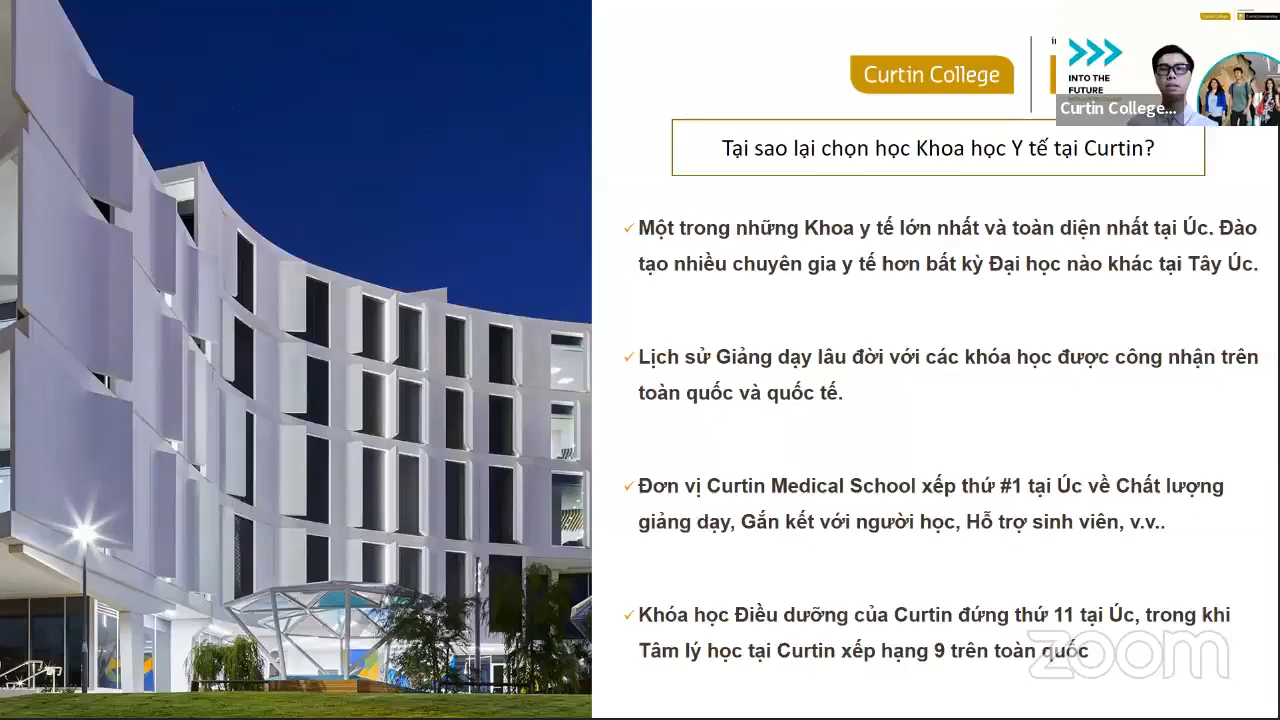 Curtin College
INTO THE
FUTURE
Curtin College...
Tại sao lại chọn học Khoa học Y tế tại Curtin?
Một trong những Khoa y tế lớn nhất và toàn diện nhất tại Úc. Đào
tạo nhiều chuyên gia y tế hơn bất kỳ Đại học nào khác tại Tây Úc.
Lịch sử Giảng dạy lâu đời với các khóa học được công nhận trên
toàn quốc và quốc tế.
Đơn vị Curtin Medical School xếp thứ #1 tại Úc về Chất lượng
giảng dạy, Gắn kết với người học, Hỗ trợ sinh viên, v.v..
Khóa học Điều dưỡng của Curtin đứng thứ 11 tại Úc, trong khi
Tâm lý học tại Curtin xếp hạng 9 trên toàn quốc
zoom